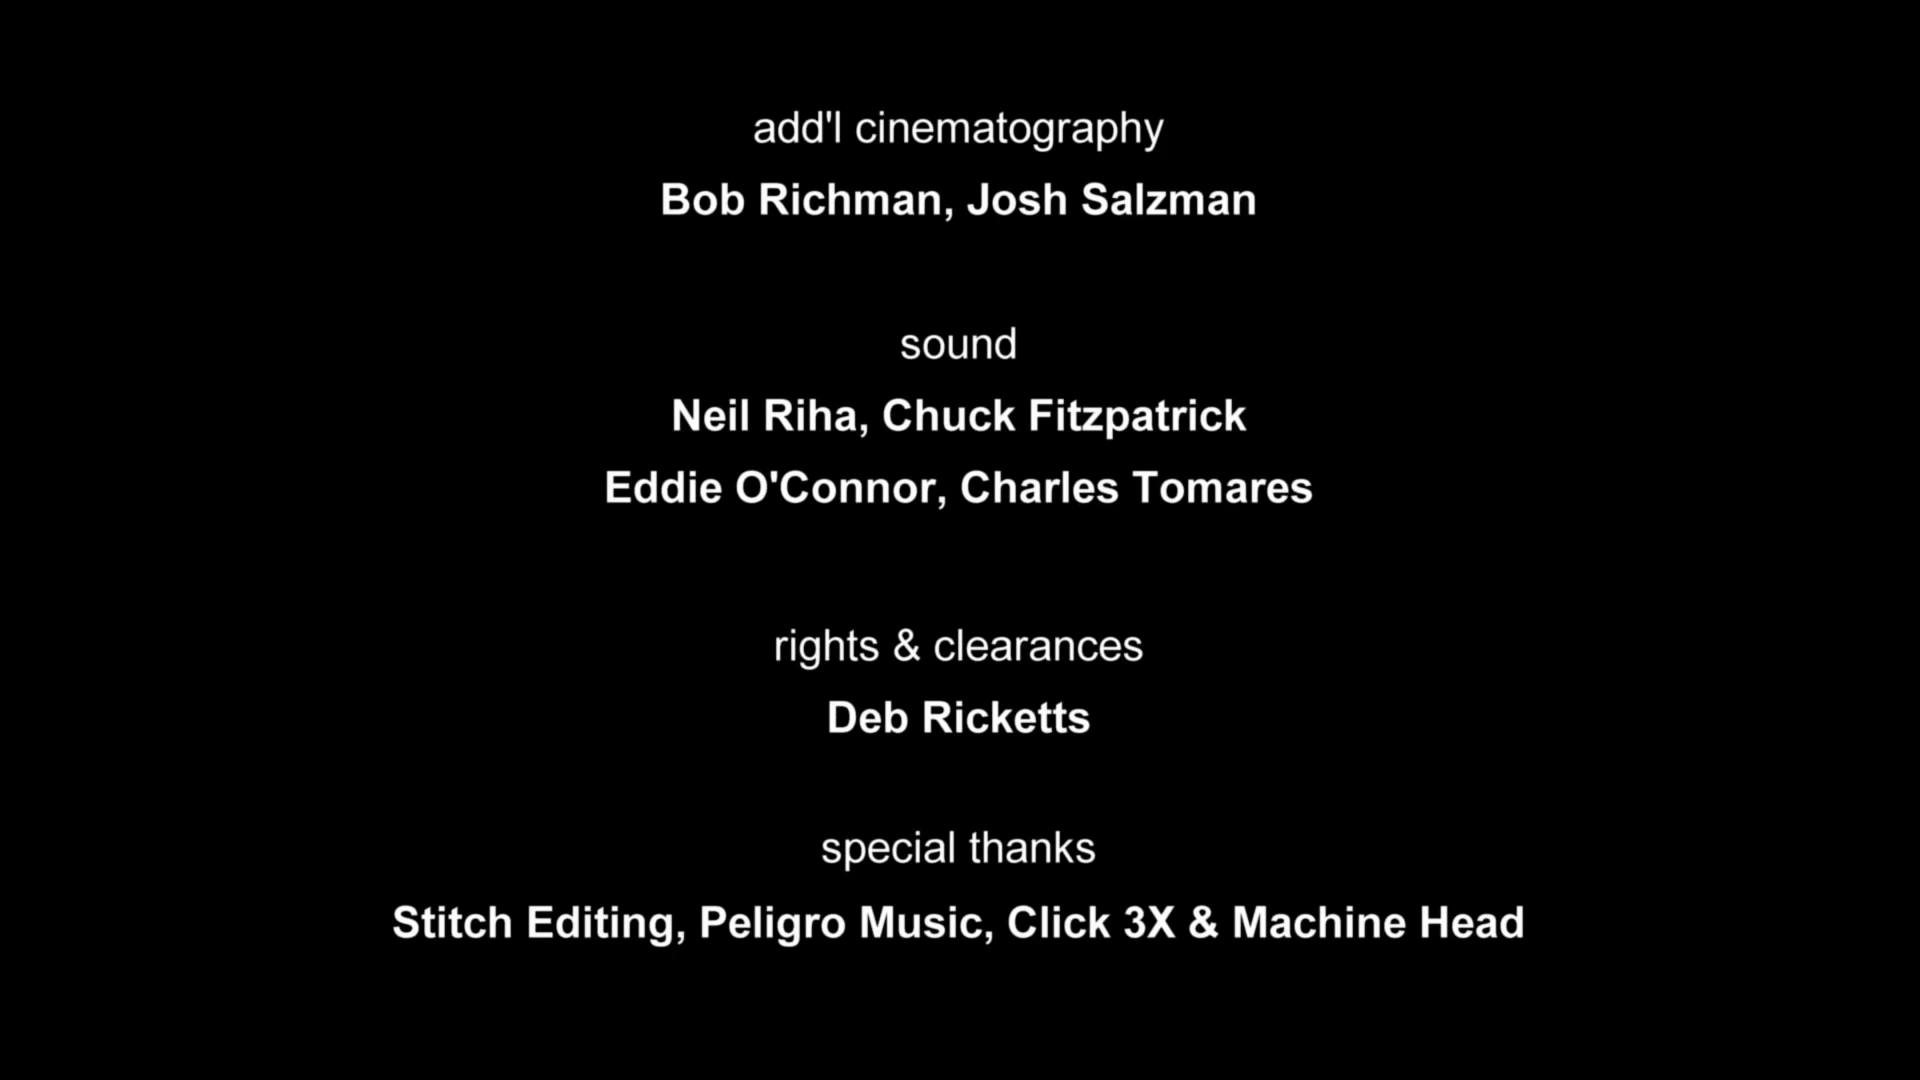 add'l cinematography
Bob Richman, Josh Salzman
sound
Neil Riha, Chuck Fitzpatrick
Eddie O'Connor, Charles Tomares
rights & clearances
Deb Ricketts
special thanks
Stitch Editing, Peligro Music, Click 3X & Machine Head